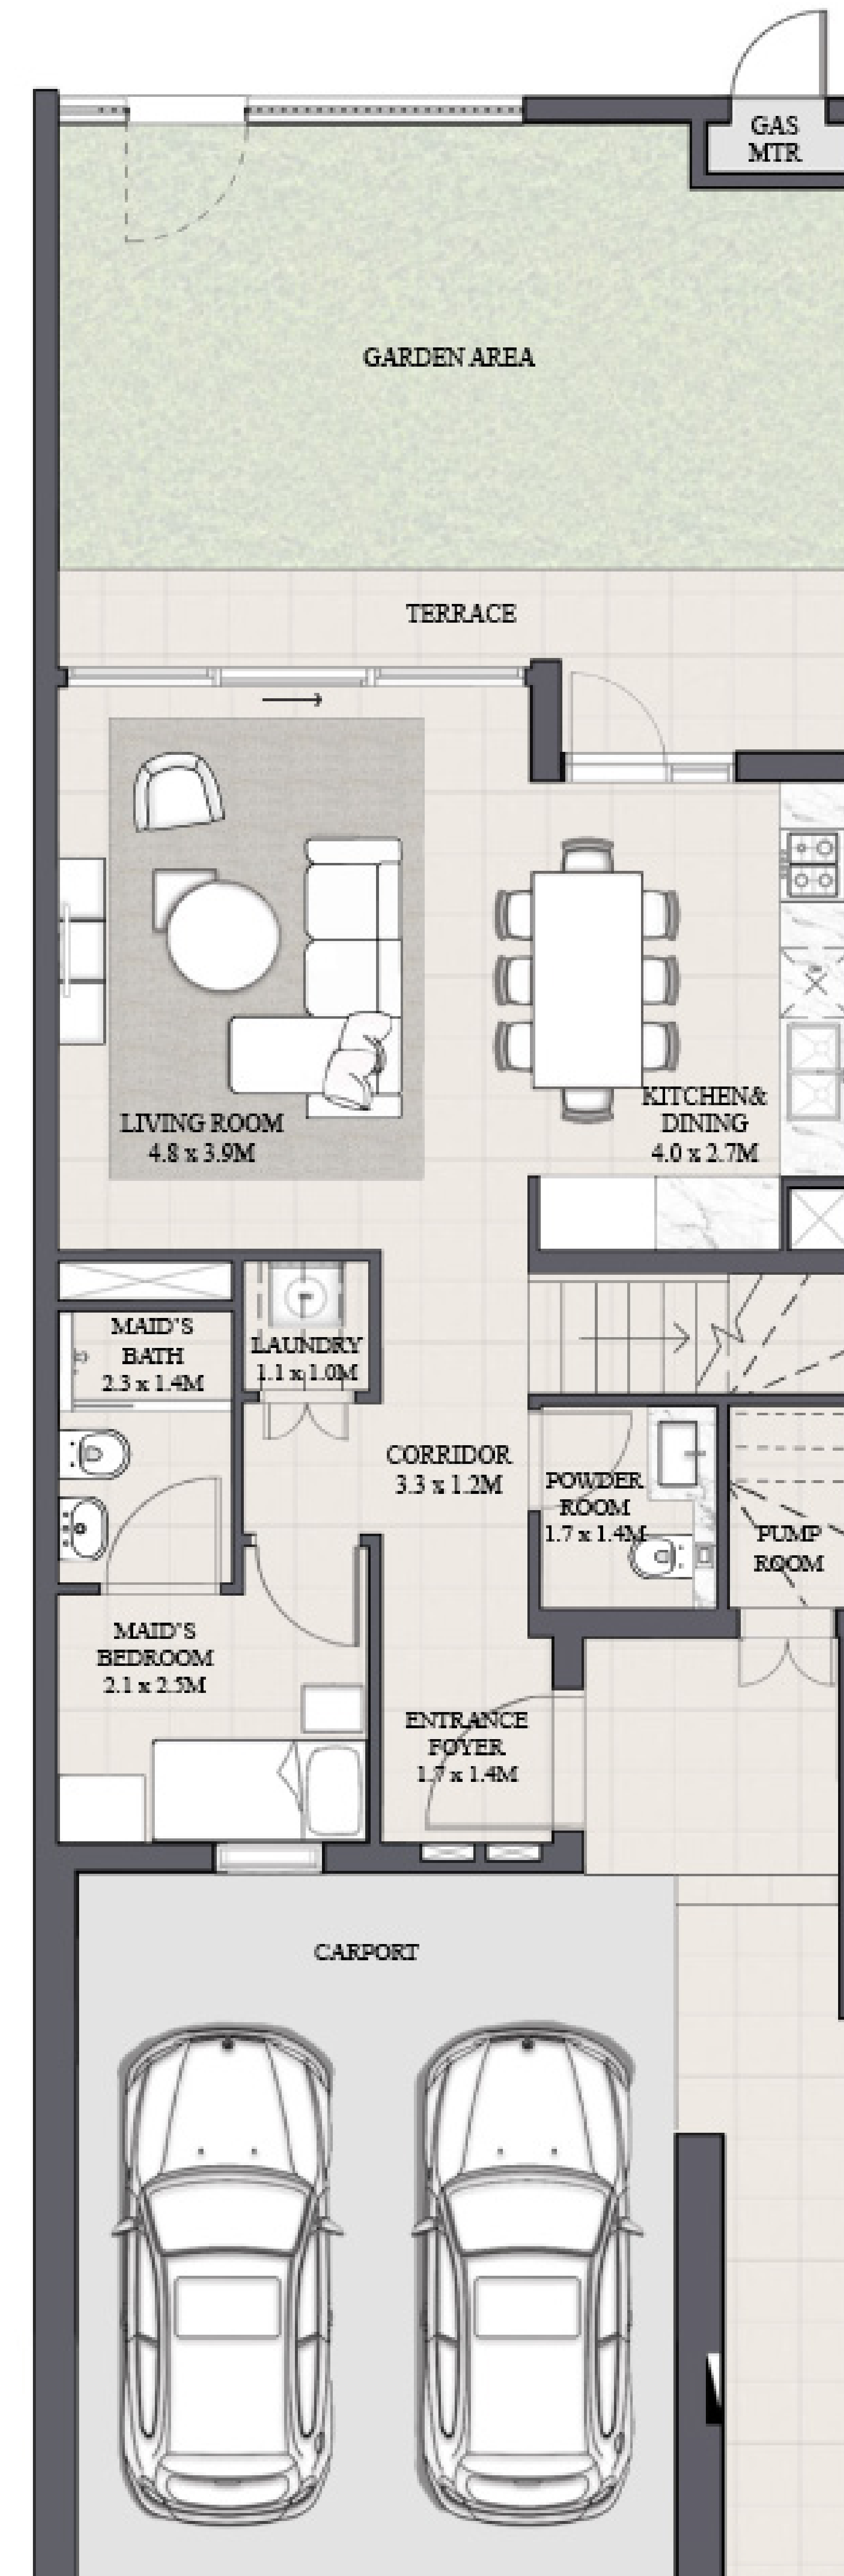 GAS
MTR
GARDEN AREA
TERRACE
LIVING ROOM
4.8 x 3.9M
KITCHEN&
DINING
4.0 x 2.7M
MAID'S
BATH
2.3 x 1.4M
LAUNDRY
1.1 x 1.0M
CORRIDOR
3.3 x 1.2M
POWDER
ROOM
1.7 x 1.4M
PUMP
ROOM
MAID'S
BEDROOM
2.1 x 2.5M
ENTRANCE
FOYER
1.7 x 1.4M
CARPORT